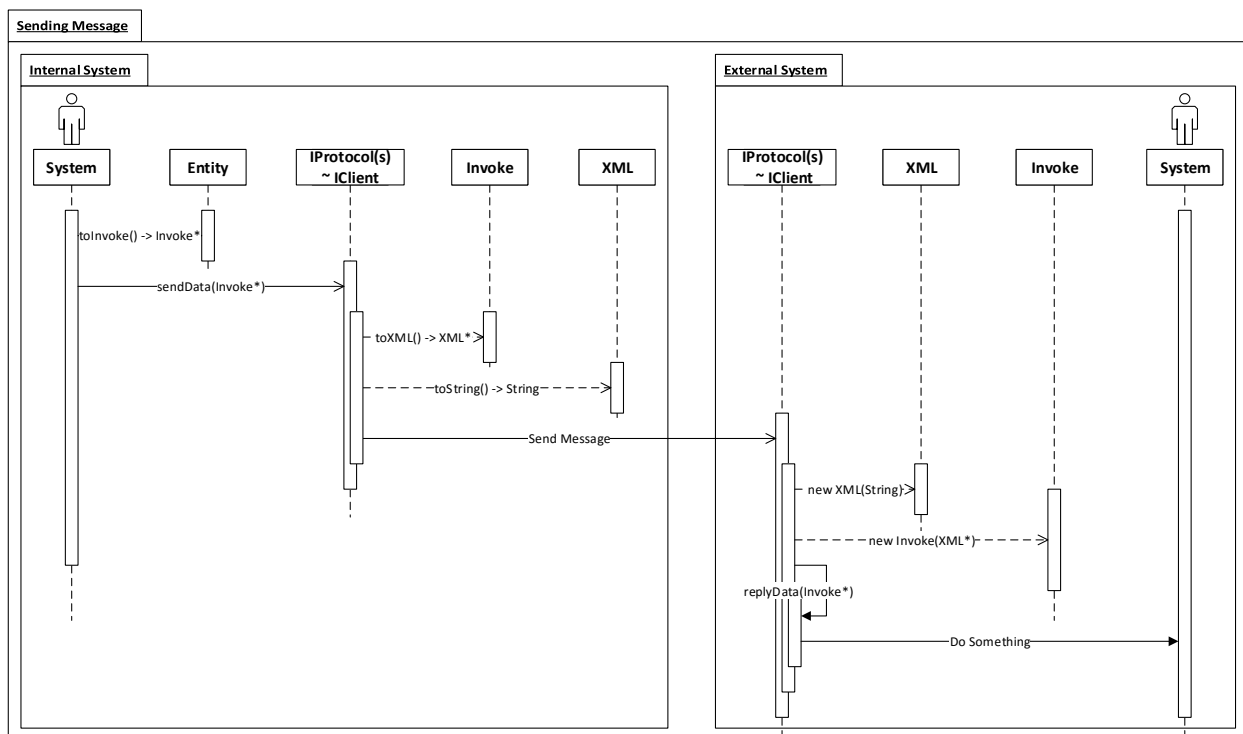 Sending Message
Internal System
External System
System
Entity
IProtocol(s)
~ IClient
Invoke
XML
IProtocol(s)
~ IClient
XML
Invoke
System
toInvoke() -> Invoke*
sendData(Invoke*)
toXML() -> XML*
toString() -> String
Send Message
new XML(String)
new Invoke(XML*)
replyData(Invoke*)
Do Something